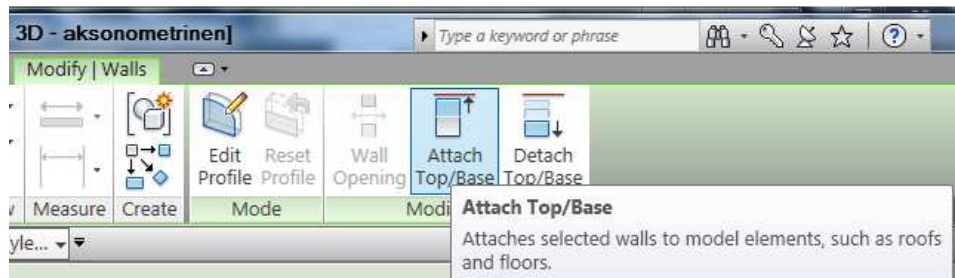 3D - aksonometrinen]
Type a keyword or phrase
Modify | Walls
Edit Profile
Reset Profile
Wall Opening
Attach Top/Base
Detach Top/Base
Measure
Create
Mode
Modi
Attach Top/Base
Attaches selected walls to model elements, such as roofs
and floors.
yle...